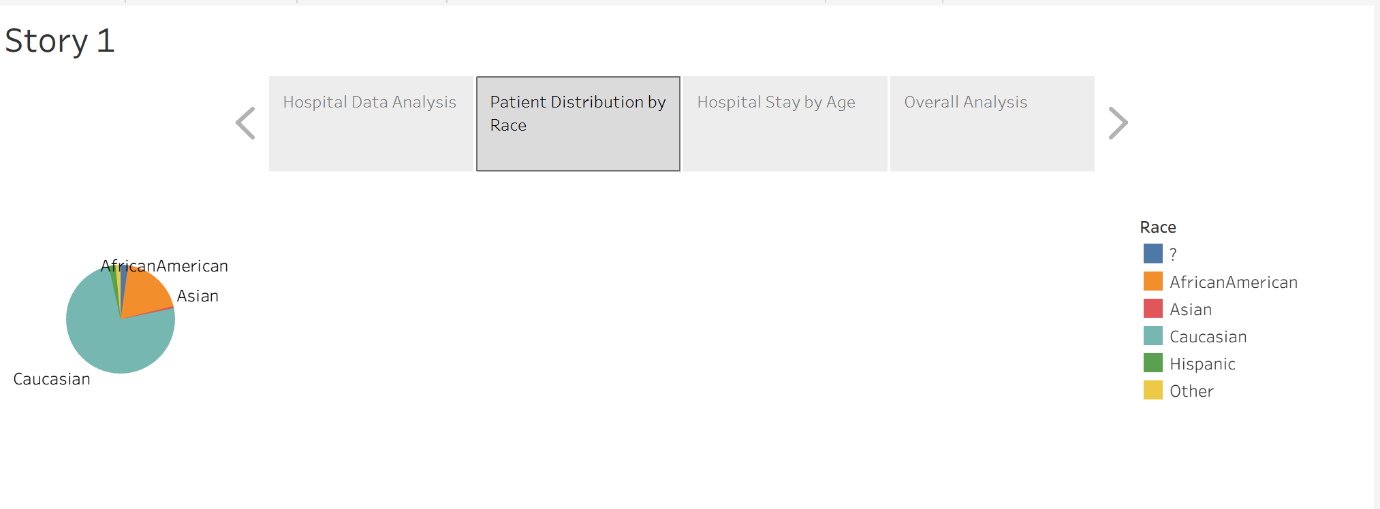 Story 1
Hospital Data Analysis
Patient Distribution by
Race
Hospital Stay by Age
Overall Analysis
AfricanAmerican
Asian
Caucasian
Race
?
AfricanAmerican
Asian
Caucasian
Hispanic
Other